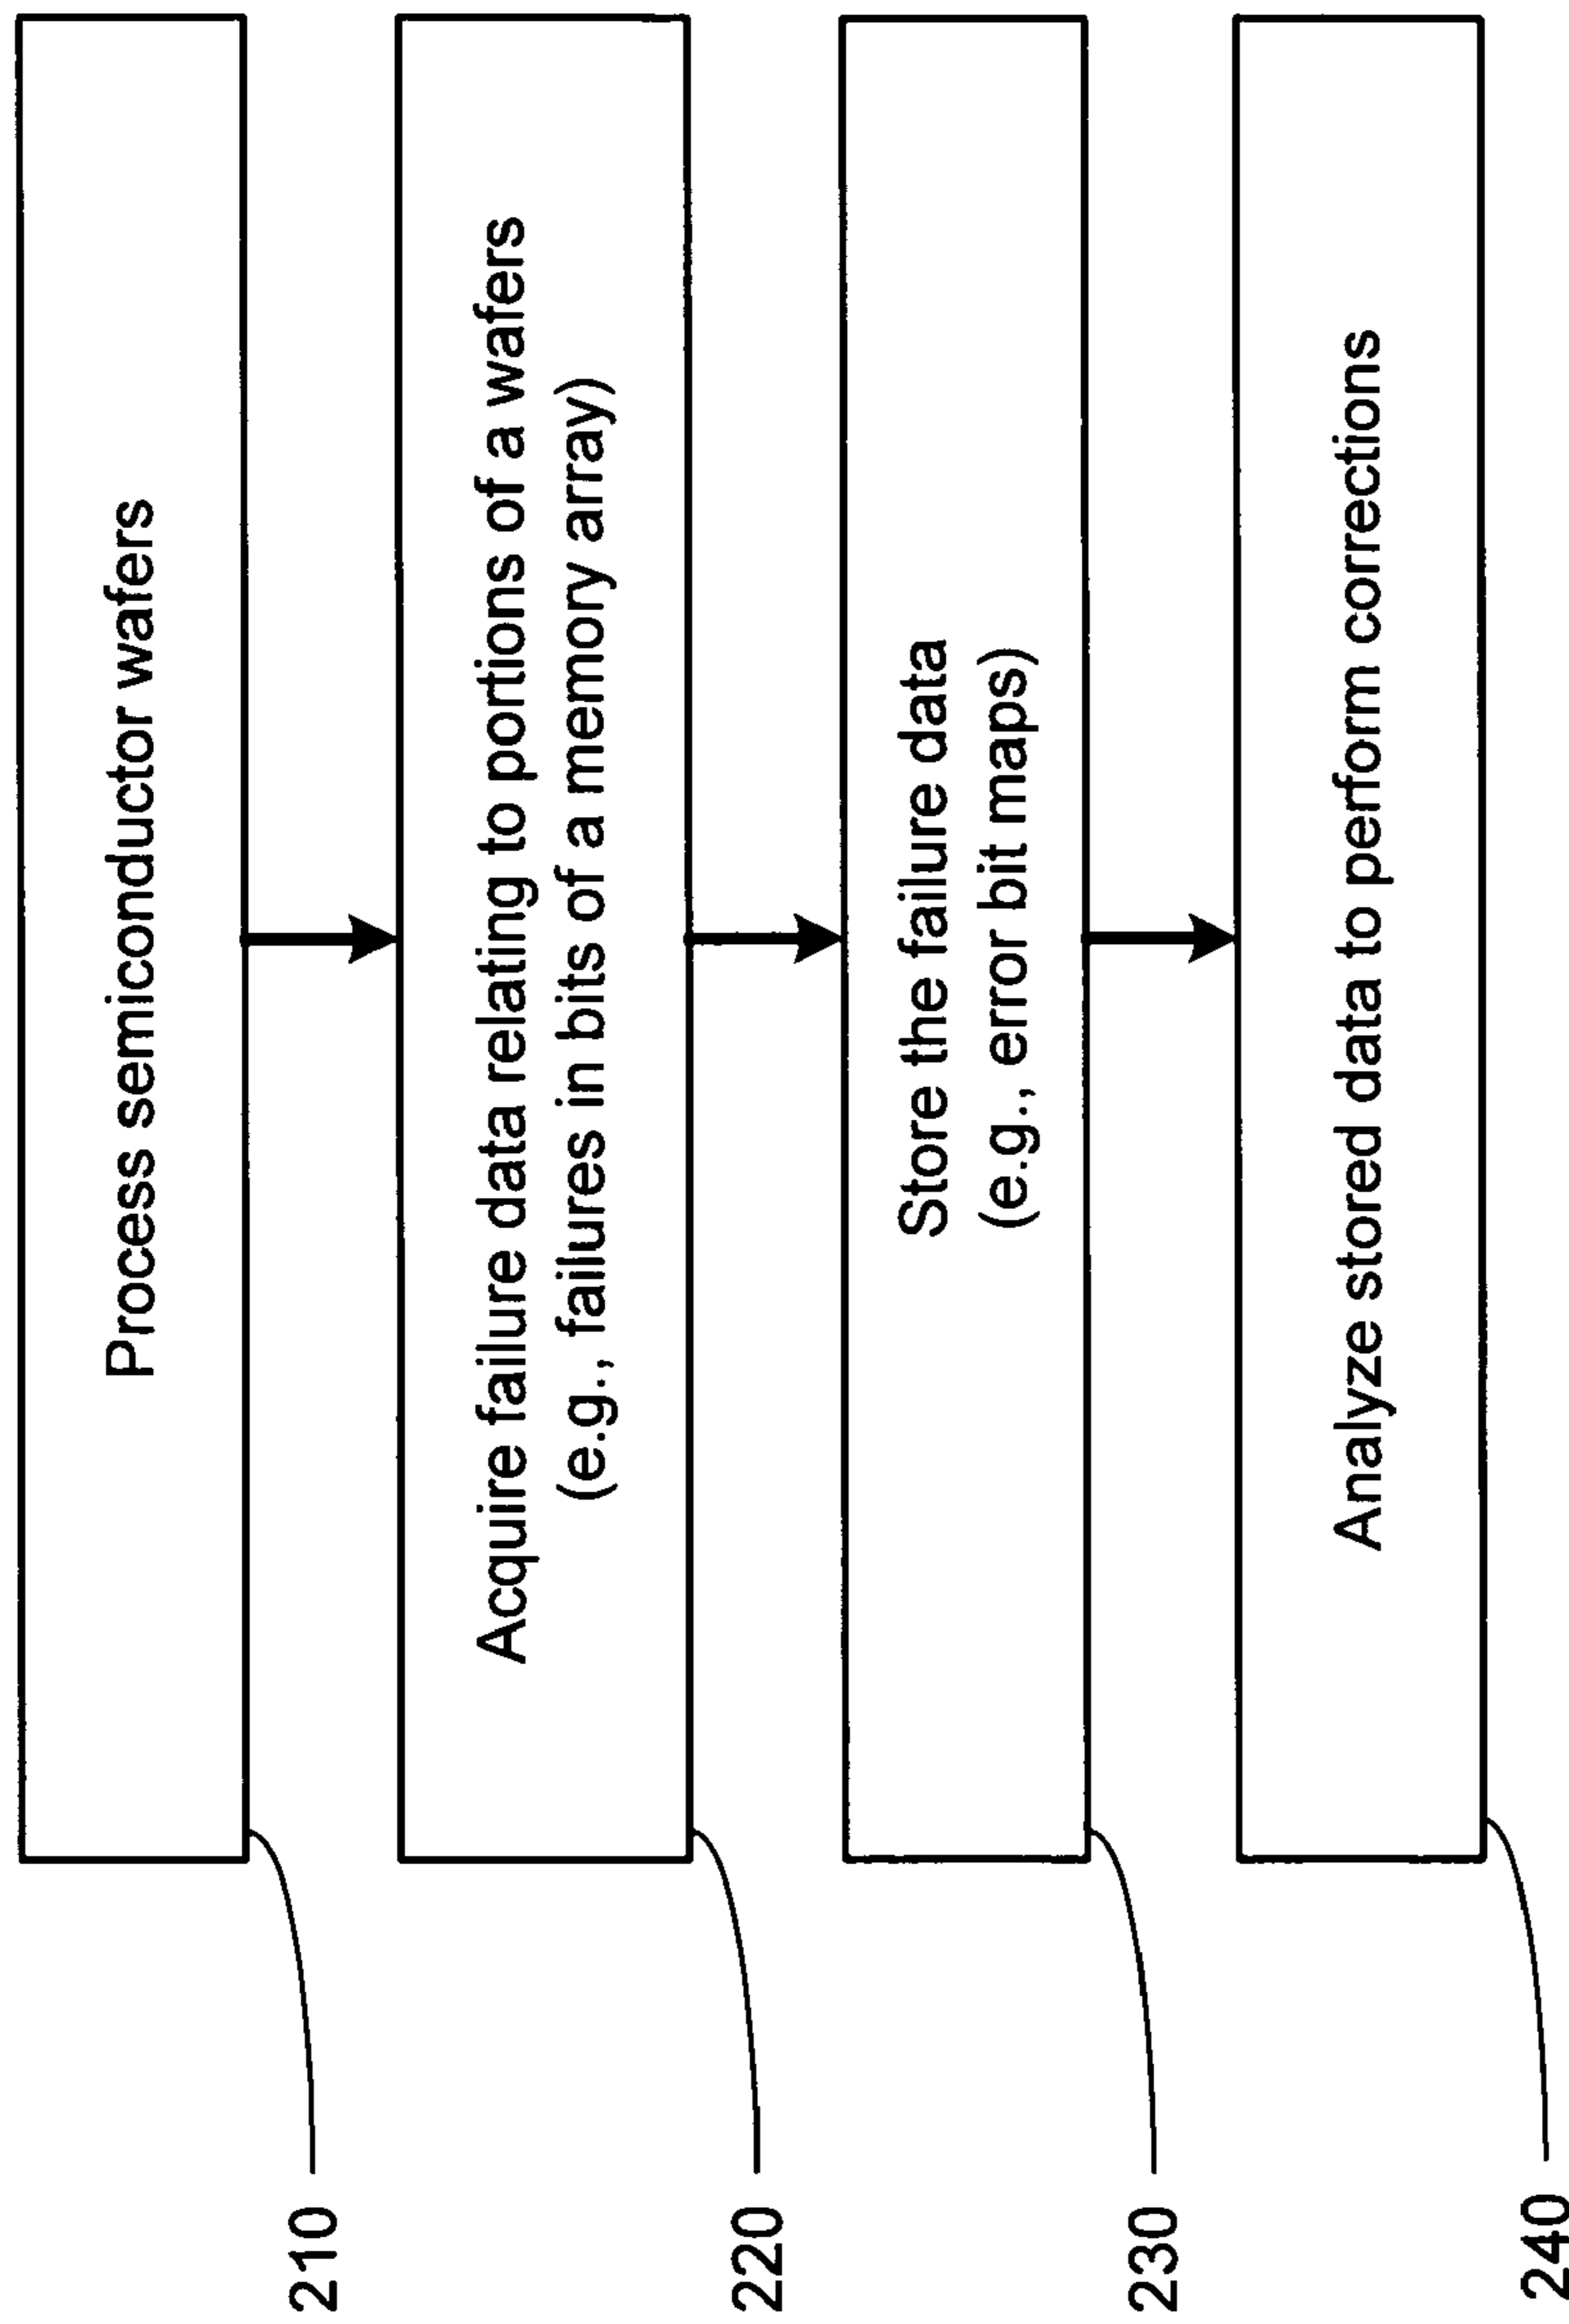 Process semiconductor wafers
210
Acquire failure data relating to portions of a wafers
(e.g., failures in bits of a memory array)
220
Store the failure data
(e.g., error bit maps)
230
Analyze stored data to perform corrections
240